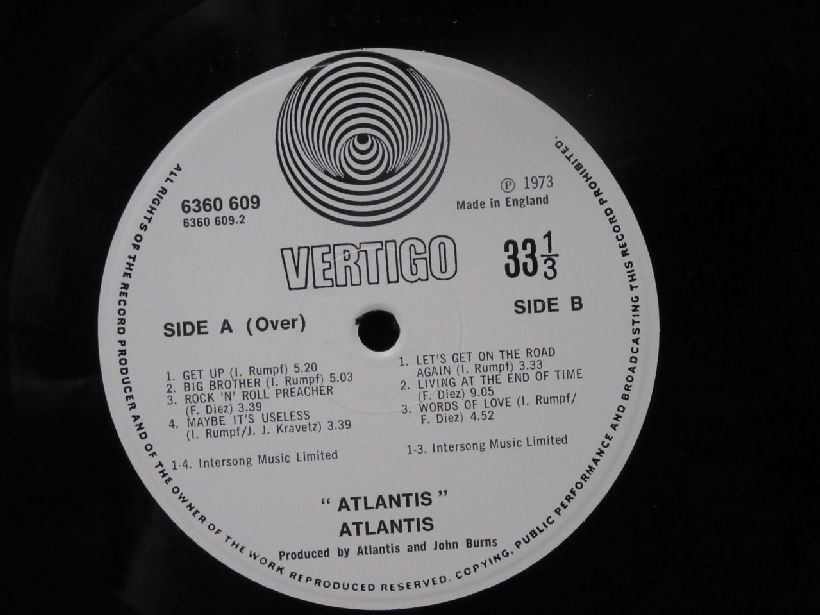 6360 609
6360 609.2
℗ 1973
Made in England
VERTIGO
33 1/3
SIDE A (Over)
1. GET UP (I. Rumpf) 5.20
2. BIG BROTHER (I. Rumpf) 5.03
3. ROCK 'N' ROLL PREACHER
(F. Diez) 3.39
4. MAYBE IT'S USELESS
(I. Rumpf/J. J. Kravetz) 3.39
1-4. Intersong Music Limited
SIDE B
1. LET'S GET ON THE ROAD
AGAIN (I. Rumpf) 3.33
2. LIVING AT THE END OF TIME
(F. Diez) 9.05
3. WORDS OF LOVE (I. Rumpf/
F. Diez) 4.52
1-3. Intersong Music Limited
" ATLANTIS "
ATLANTIS
Produced by Atlantis and John Burns
ALL RIGHTS OF THE RECORD PRODUCER AND OF THE OWNER OF THE WORK REPRODUCED RESERVED. COPYING, PUBLIC PERFORMANCE AND BROADCASTING THIS RECORD PROHIBITED.